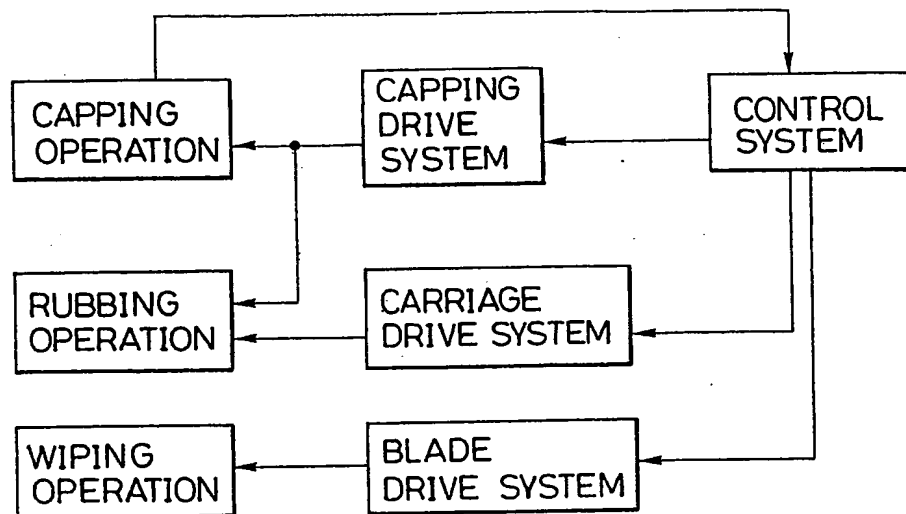 CAPPING
OPERATION
CAPPING
DRIVE
SYSTEM
CONTROL
SYSTEM
RUBBING
OPERATION
CARRIAGE
DRIVE SYSTEM
WIPING
OPERATION
BLADE
DRIVE SYSTEM